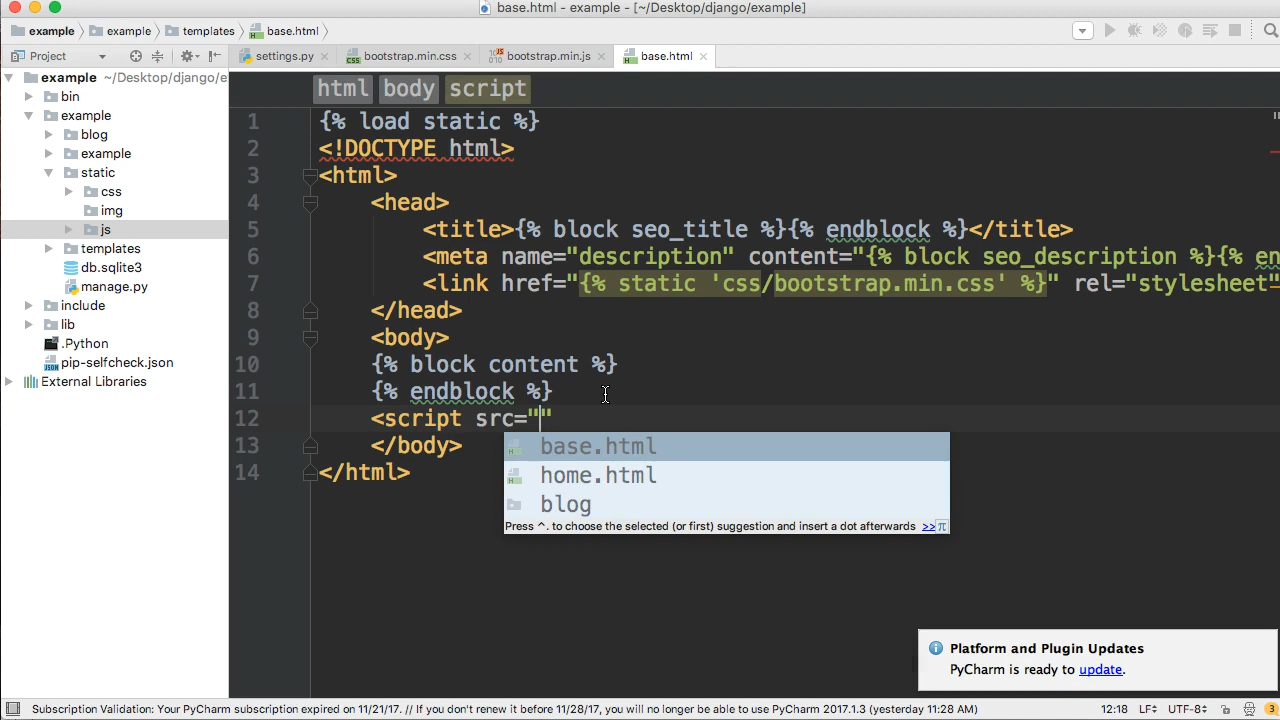 base.html - example - [~/Desktop/django/example]
example example templates base.html
Project settings.py bootstrap.min.css bootstrap.min.js base.html
example ~/Desktop/django/e
bin
example
blog
example
static
css
img
js
templates
db.sqlite3
manage.py
include
lib
.Python
pip-selfcheck.json
External Libraries
html body script
1 {% load static %}
2 <!DOCTYPE html>
3 <html>
4 <head>
5 <title>{% block seo_title %}{% endblock %}</title>
6 <meta name="description" content="{% block seo_description %}{% en
7 <link href="{% static 'css/bootstrap.min.css' %}" rel="stylesheet"
8 </head>
9 <body>
10 {% block content %}
11 {% endblock %}
12 <script src=""
13 </body>
14 </html>
base.html
home.html
blog
Press ^. to choose the selected (or first) suggestion and insert a dot afterwards >> π
Platform and Plugin Updates
PyCharm is ready to update.
Subscription Validation: Your PyCharm subscription expired on 11/21/17. // If you don't renew it before 11/28/17, you will no longer be able to use PyCharm 2017.1.3 (yesterday 11:28 AM) 12:18 LF÷ UTF-8÷ 3